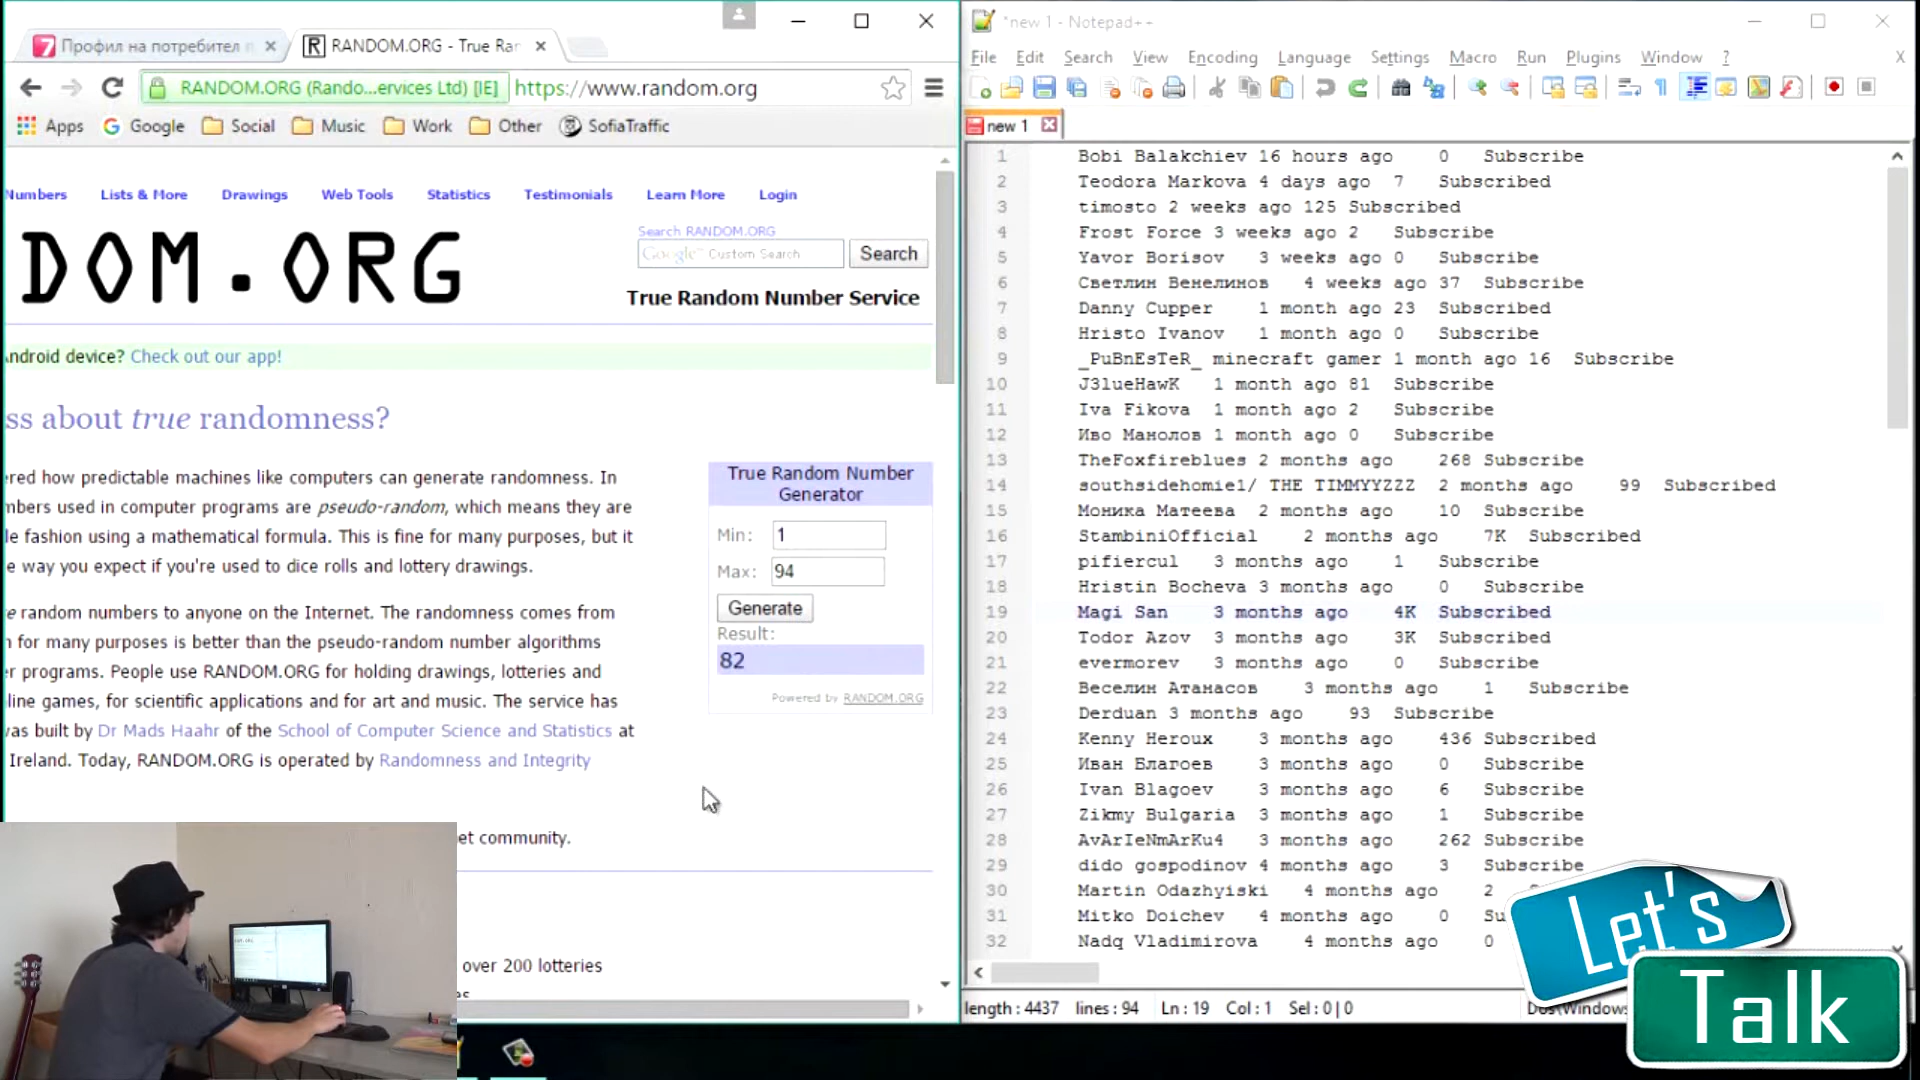 Профил на потребител п
RANDOM.ORG - True Rar
RANDOM.ORG (Rando...ervices Ltd) [IE] https://www.random.org
Apps Google Social Music Work Other SofiaTraffic
Numbers Lists & More Drawings Web Tools Statistics Testimonials Learn More Login
DOM.ORG
Search RANDOM.ORG
Google™ Custom Search Search
True Random Number Service
Android device? Check out our app!
ss about true randomness?
ered how predictable machines like computers can generate randomness. In
mbers used in computer programs are pseudo-random, which means they are
le fashion using a mathematical formula. This is fine for many purposes, but it
e way you expect if you're used to dice rolls and lottery drawings.
e random numbers to anyone on the Internet. The randomness comes from
h for many purposes is better than the pseudo-random number algorithms
er programs. People use RANDOM.ORG for holding drawings, lotteries and
line games, for scientific applications and for art and music. The service has
was built by Dr Mads Haahr of the School of Computer Science and Statistics at
Ireland. Today, RANDOM.ORG is operated by Randomness and Integrity
et community.
over 200 lotteries
True Random Number
Generator
Min: 1
Max: 94
Generate
Result:
82
Powered by RANDOM.ORG
*new 1 - Notepad++
File Edit Search View Encoding Language Settings Macro Run Plugins Window ? X
new 1
1 Bobi Balakchiev 16 hours ago 0 Subscribe
2 Teodora Markova 4 days ago 7 Subscribed
3 timosto 2 weeks ago 125 Subscribed
4 Frost Force 3 weeks ago 2 Subscribe
5 Yavor Borisov 3 weeks ago 0 Subscribe
6 Светлин Венелинов 4 weeks ago 37 Subscribe
7 Danny Cupper 1 month ago 23 Subscribed
8 Hristo Ivanov 1 month ago 0 Subscribe
9 _PuBnEsTeR_ minecraft gamer 1 month ago 16 Subscribe
10 J3lueHawK 1 month ago 81 Subscribe
11 Iva Fikova 1 month ago 2 Subscribe
12 Иво Манолов 1 month ago 0 Subscribe
13 TheFoxfireblues 2 months ago 268 Subscribe
14 southsidehomie1/ THE TIMMYYZZZ 2 months ago 99 Subscribed
15 Моника Матеева 2 months ago 10 Subscribe
16 StambiniOfficial 2 months ago 7K Subscribed
17 pifiercul 3 months ago 1 Subscribe
18 Hristin Bocheva 3 months ago 0 Subscribe
19 Magi San 3 months ago 4K Subscribed
20 Todor Azov 3 months ago 3K Subscribed
21 evermorev 3 months ago 0 Subscribe
22 Веселин Атанасов 3 months ago 1 Subscribe
23 Derduan 3 months ago 93 Subscribe
24 Kenny Heroux 3 months ago 436 Subscribed
25 Иван Благоев 3 months ago 0 Subscribe
26 Ivan Blagoev 3 months ago 6 Subscribe
27 Zikmy Bulgaria 3 months ago 1 Subscribe
28 AvArIeNmArKu4 3 months ago 262 Subscribe
29 dido gospodinov 4 months ago 3 Subscribe
30 Martin Odazhyiski 4 months ago 2
31 Mitko Doichev 4 months ago 0 Su
32 Nadq Vladimirova 4 months ago 0
length : 4437 lines : 94 Ln : 19 Col : 1 Sel : 0 | 0 Dos\Windows
Let's
Talk